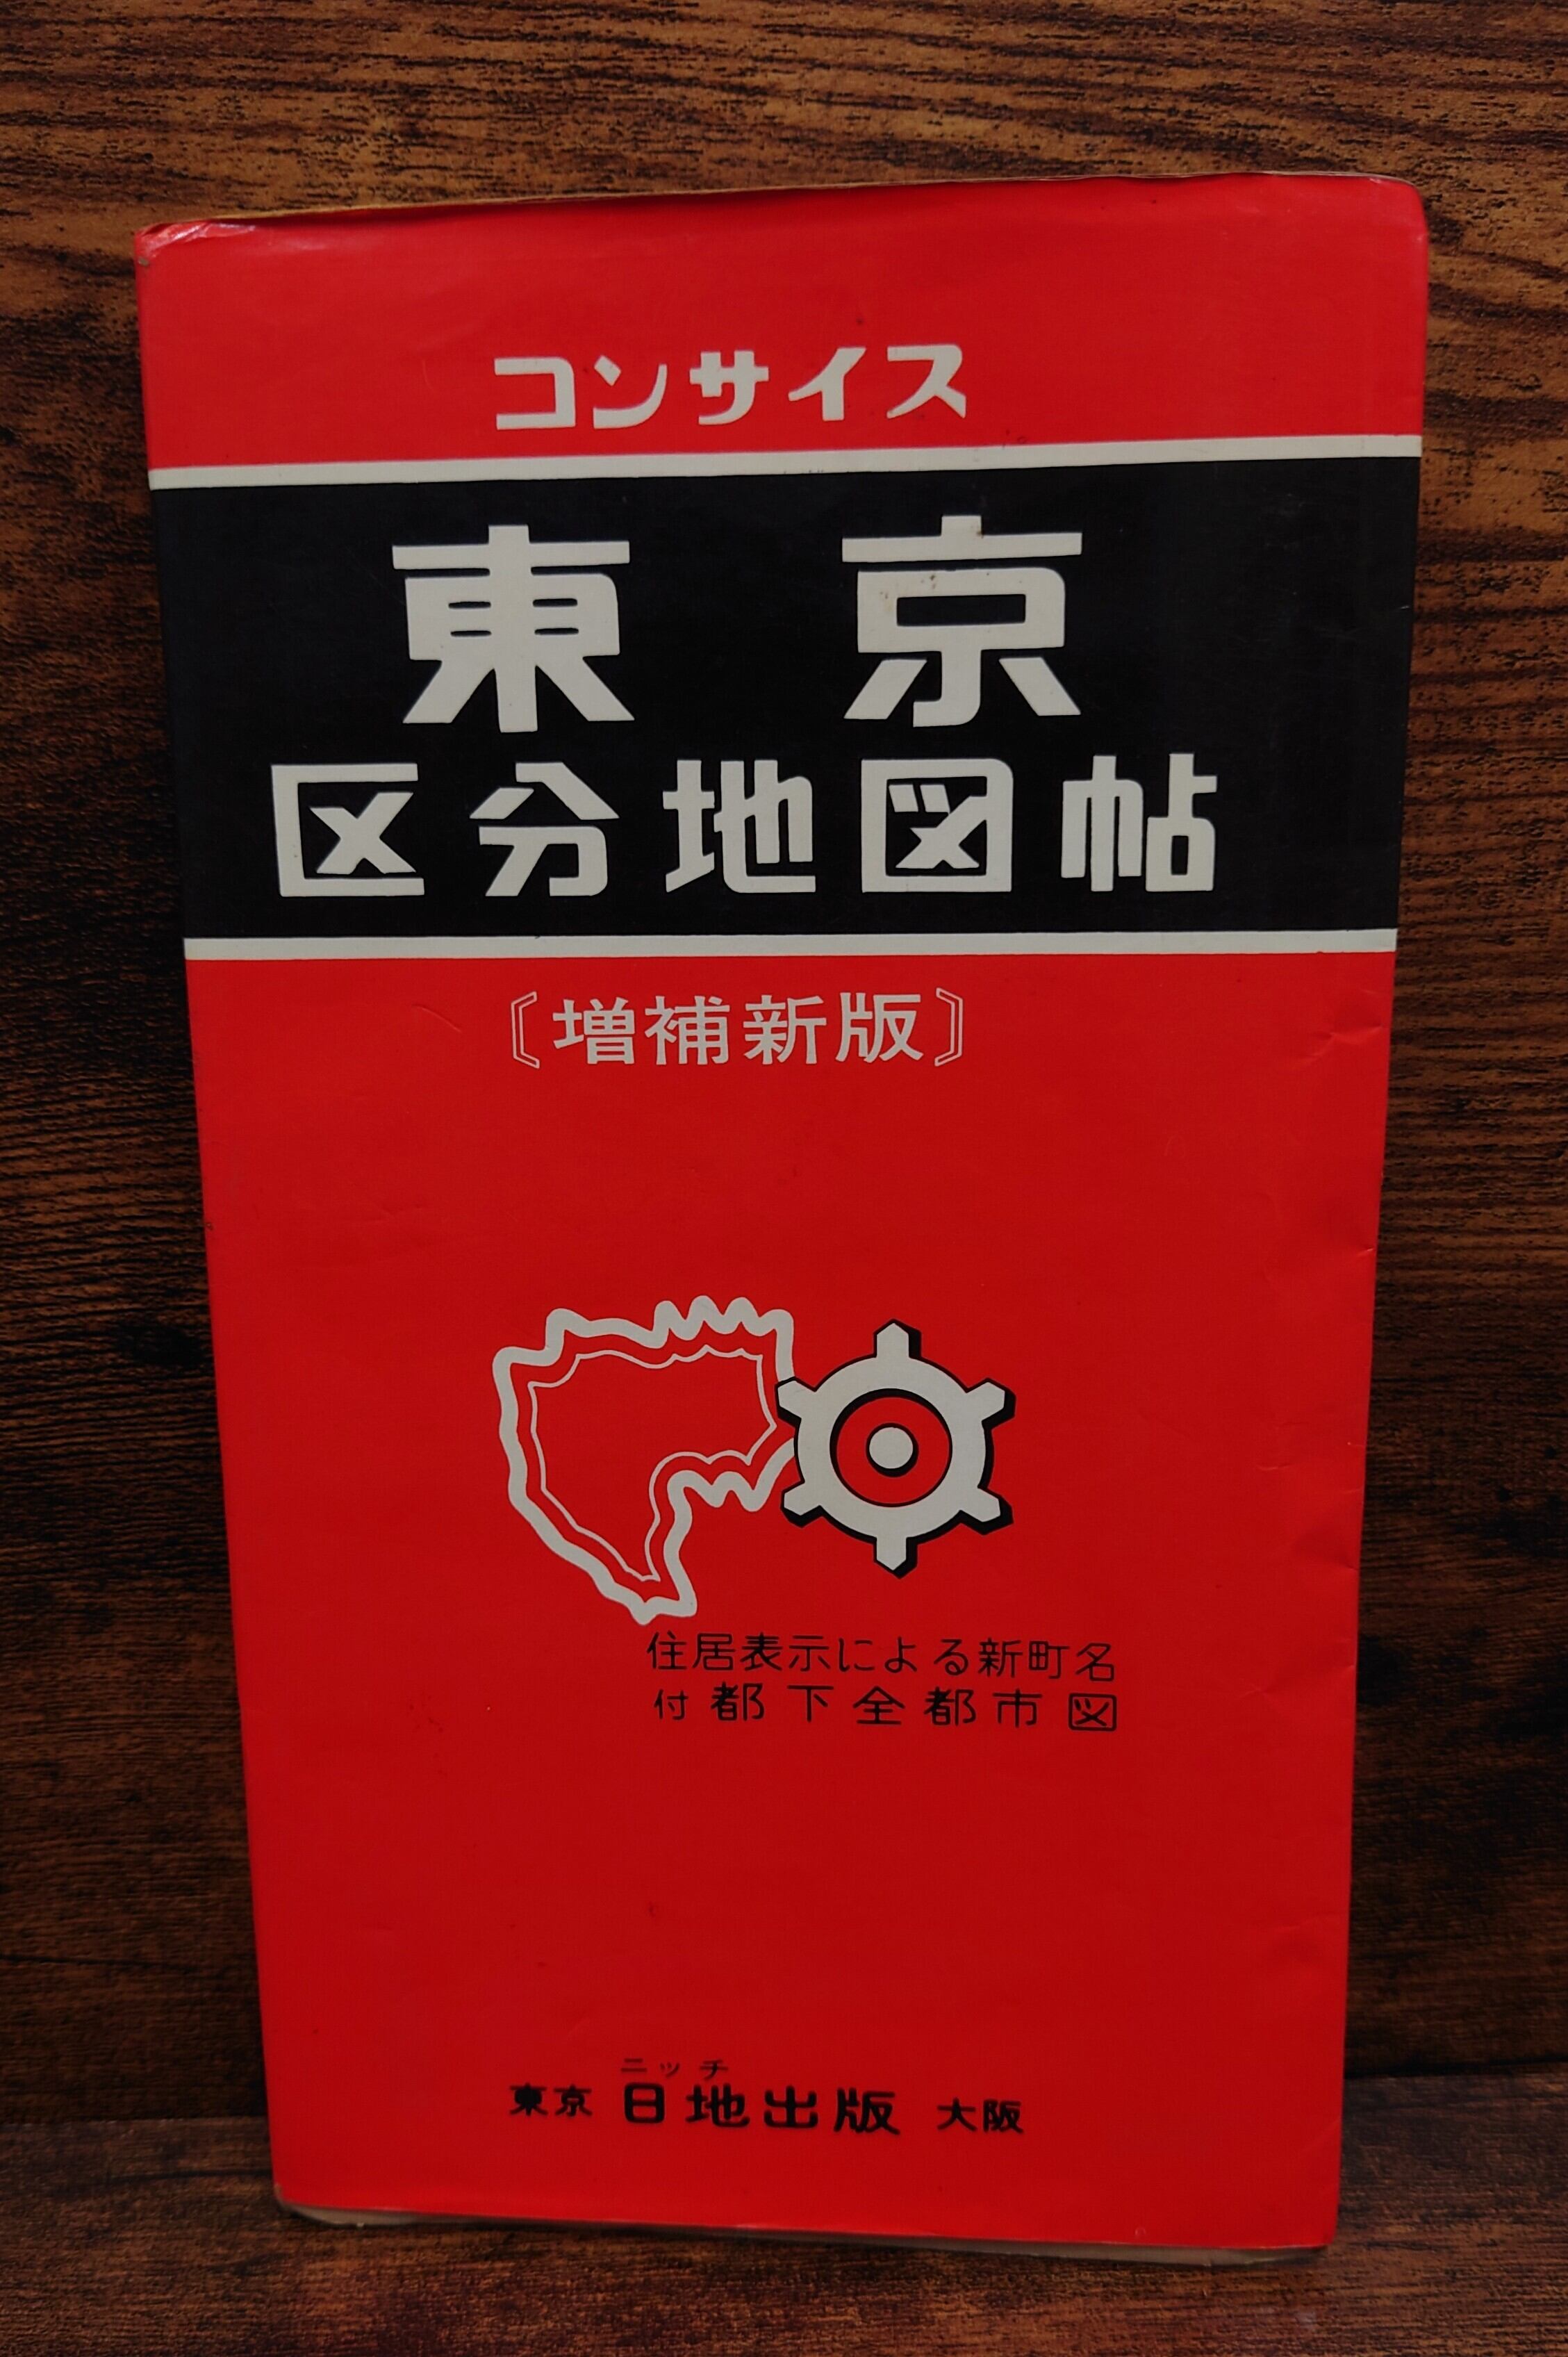 コンサイス
東京
区分地図帖
〘増補新版〙
住居表示による新町名
付都下全都市図
ニッチ
東京 日地出版 大阪